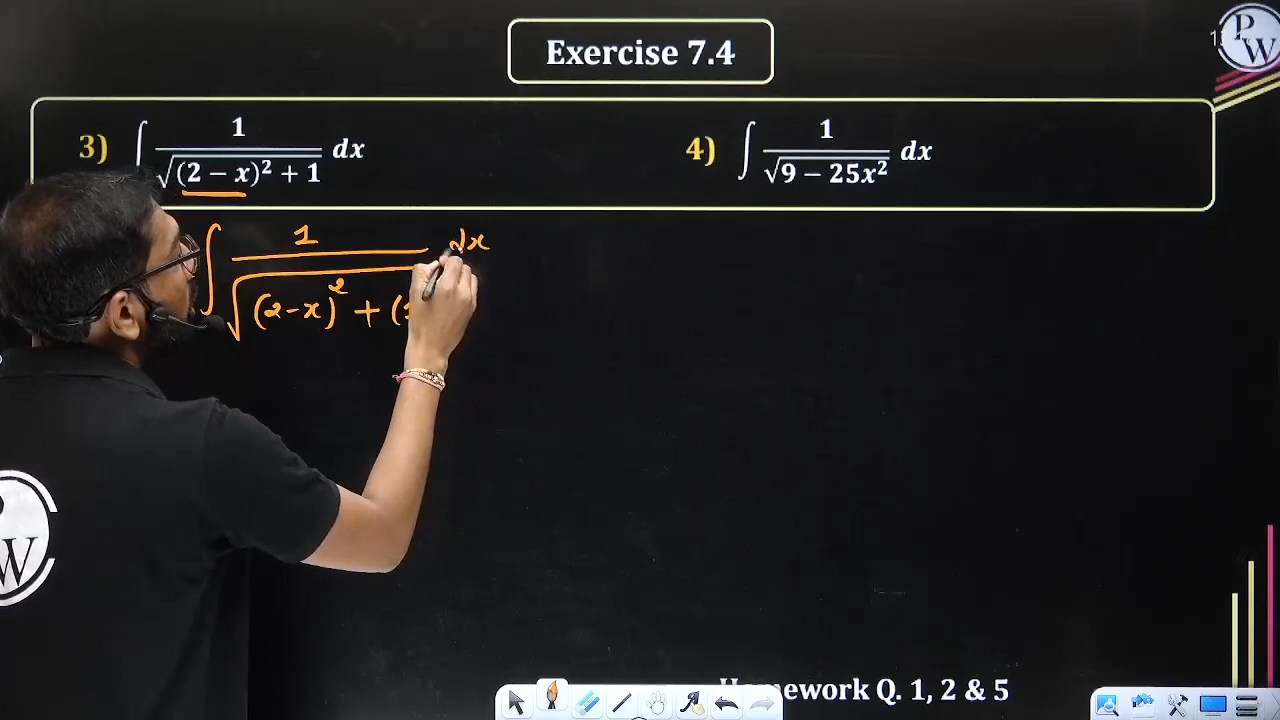 Exercise 7.4
PW
3) ∫ 1 / √((2 − x)² + 1) dx
4) ∫ 1 / √(9 − 25x²) dx
∫ 1 / √((2-x)² + ( dx
W
Q. 1, 2 & 5